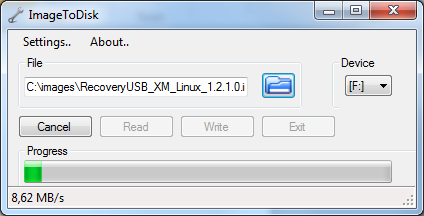 ImageToDisk
Settings.. About..
File
Device
C:\images\RecoveryUSB_XM_Linux_1.2.1.0.i
[F:]
Cancel Read Write Exit
Progress
8,62 MB/s